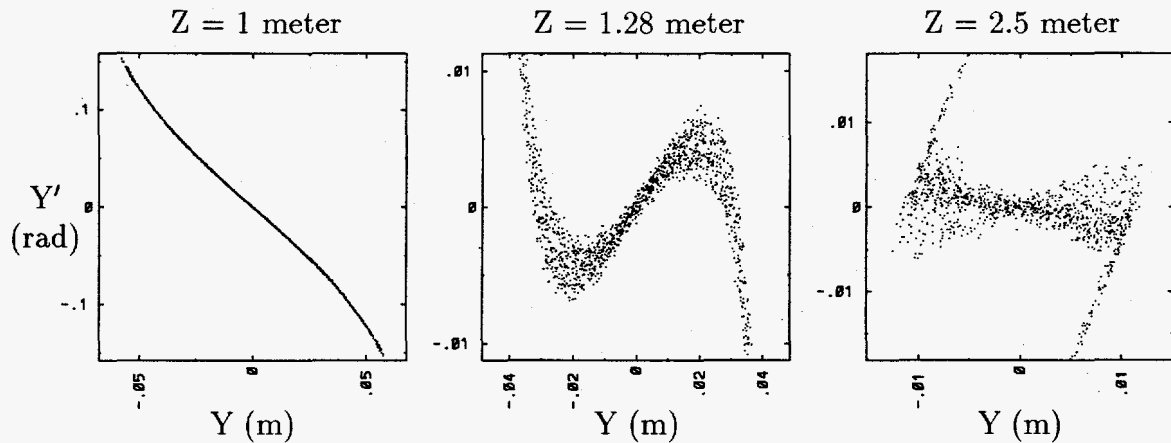 Z = 1 meter Z = 1.28 meter Z = 2.5 meter
.1 .01 .01
Y′ 0 0 0
(rad)
-.1 -.01 -.01
-.05 0 .05 -.04 -.02 0 .02 .04 -.01 0 .01
Y (m) Y (m) Y (m)